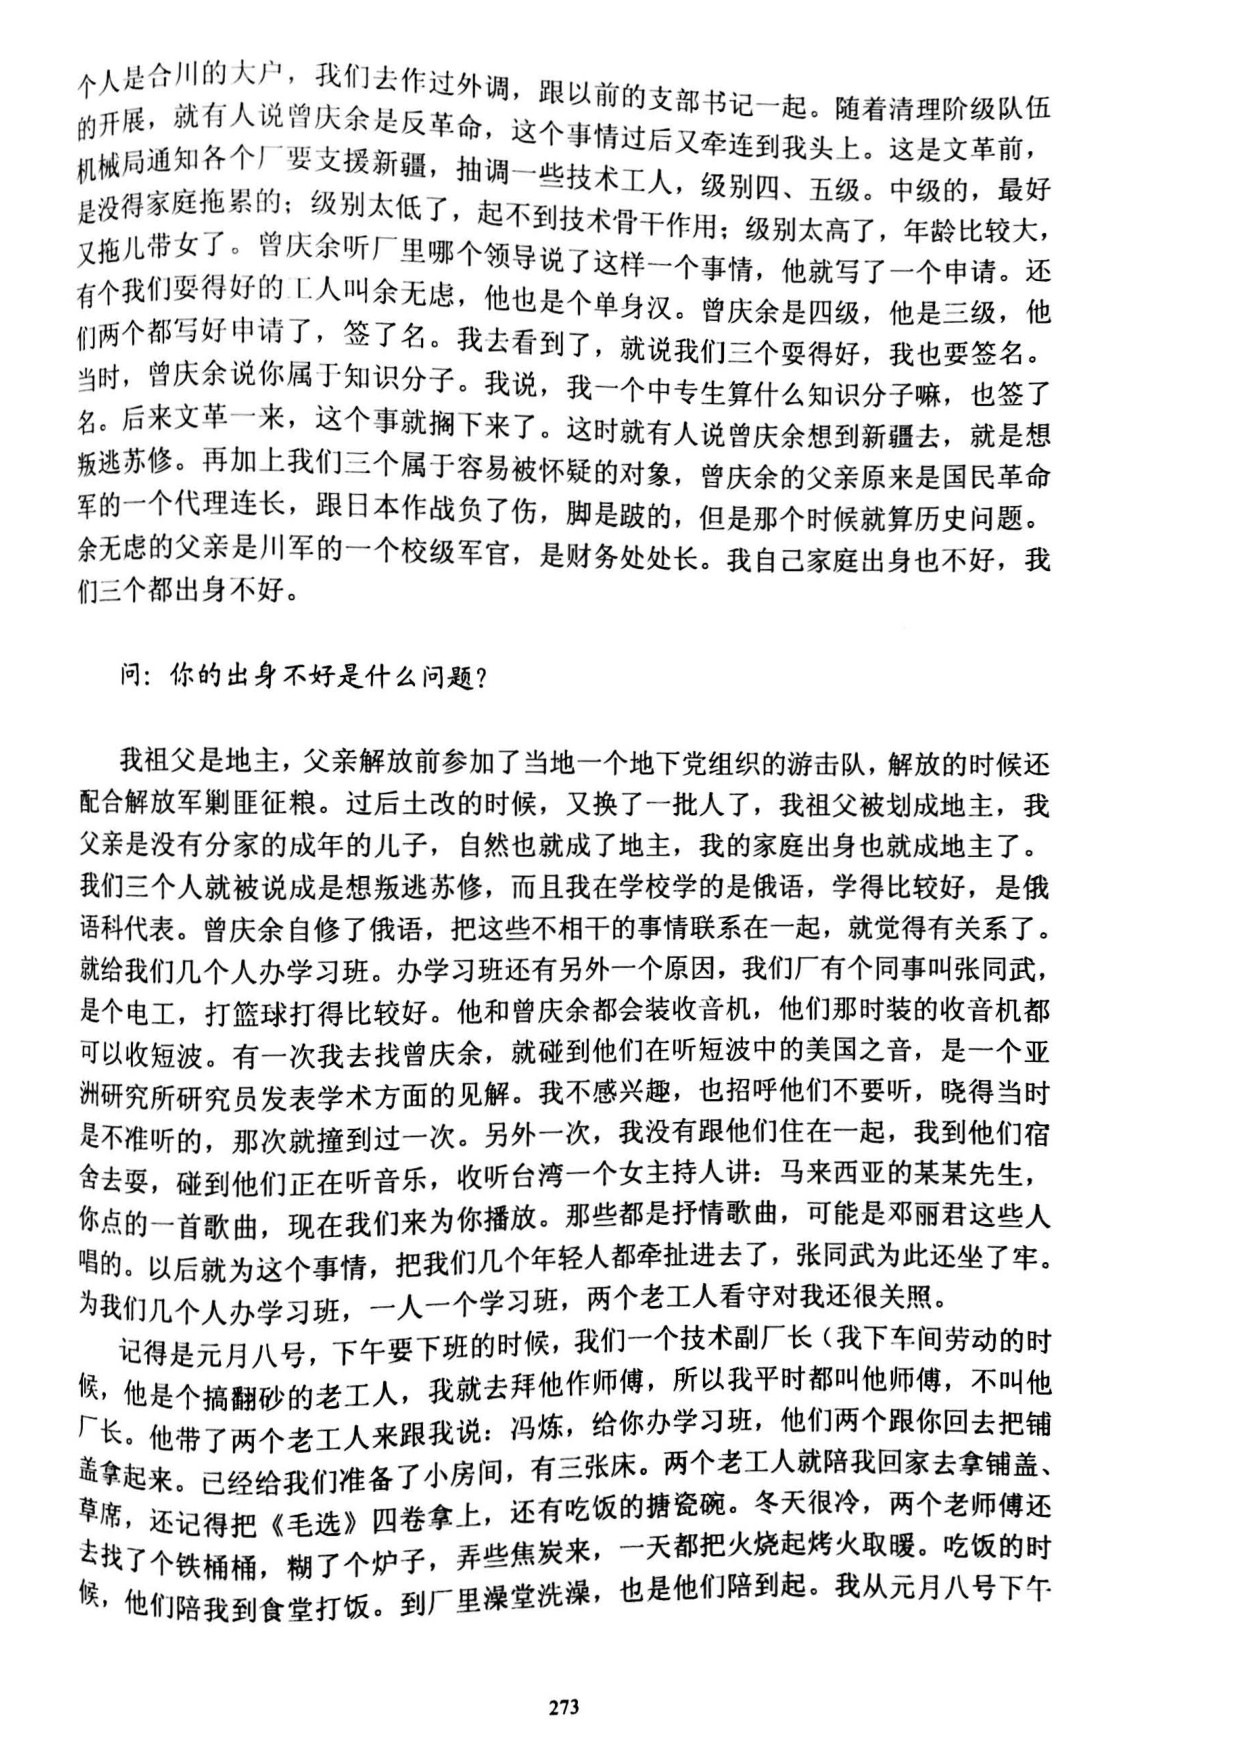 个人是合川的大户，我们去作过外调，跟以前的支部书记一起。随着清理阶级队伍
的开展，就有人说曾庆余是反革命，这个事情过后又牵连到我头上。这是文革前，
机械局通知各个厂要支援新疆，抽调一些技术工人，级别四、五级。中级的，最好
是没得家庭拖累的；级别太低了，起不到技术骨干作用；级别太高了，年龄比较大，
又拖儿带女了。曾庆余听厂里哪个领导说了这样一个事情，他就写了一个申请。还
有个我们耍得好的工人叫余无虑，他也是个单身汉。曾庆余是四级，他是三级，他
们两个都写好申请了，签了名。我去看到了，就说我们三个耍得好，我也要签名。
当时，曾庆余说你属于知识分子。我说，我一个中专生算什么知识分子嘛，也签了
名。后来文革一来，这个事就搁下来了。这时就有人说曾庆余想到新疆去，就是想
叛逃苏修。再加上我们三个属于容易被怀疑的对象，曾庆余的父亲原来是国民革命
军的一个代理连长，跟日本作战负了伤，脚是跛的，但是那个时候就算历史问题。
余无虑的父亲是川军的一个校级军官，是财务处处长。我自己家庭出身也不好，我
们三个都出身不好。
问：你的出身不好是什么问题？
我祖父是地主，父亲解放前参加了当地一个地下党组织的游击队，解放的时候还
配合解放军剿匪征粮。过后土改的时候，又换了一批人了，我祖父被划成地主，我
父亲是没有分家的成年的儿子，自然也就成了地主，我的家庭出身也就成地主了。
我们三个人就被说成是想叛逃苏修，而且我在学校学的是俄语，学得比较好，是俄
语科代表。曾庆余自修了俄语，把这些不相干的事情联系在一起，就觉得有关系了。
就给我们几个人办学习班。办学习班还有另外一个原因，我们厂有个同事叫张同武，
是个电工，打篮球打得比较好。他和曾庆余都会装收音机，他们那时装的收音机都
可以收短波。有一次我去找曾庆余，就碰到他们在听短波中的美国之音，是一个亚
洲研究所研究员发表学术方面的见解。我不感兴趣，也招呼他们不要听，晓得当时
是不准听的，那次就撞到过一次。另外一次，我没有跟他们住在一起，我到他们宿
舍去耍，碰到他们正在听音乐，收听台湾一个女主持人讲：马来西亚的某某先生，
你点的一首歌曲，现在我们来为你播放。那些都是抒情歌曲，可能是邓丽君这些人
唱的。以后就为这个事情，把我们几个年轻人都牵扯进去了，张同武为此还坐了牢。
为我们几个人办学习班，一人一个学习班，两个老工人看守对我还很关照。
记得是元月八号，下午要下班的时候，我们一个技术副厂长（我下车间劳动的时
候，他是个搞翻砂的老工人，我就去拜他作师傅，所以我平时都叫他师傅，不叫他
厂长。他带了两个老工人来跟我说：冯炼，给你办学习班，他们两个跟你回去把铺
盖拿起来。已经给我们准备了小房间，有三张床。两个老工人就陪我回家去拿铺盖、
草席，还记得把《毛选》四卷拿上，还有吃饭的搪瓷碗。冬天很冷，两个老师傅还
去找了个铁桶桶，糊了个炉子，弄些焦炭来，一天都把火烧起烤火取暖。吃饭的时
候，他们陪我到食堂打饭。到厂里澡堂洗澡，也是他们陪到起。我从元月八号下午
273